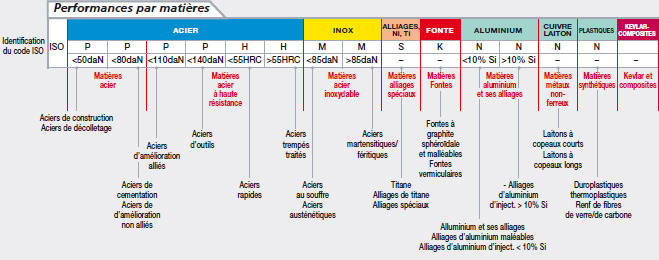 Performances par matières
ACIER INOX ALLIAGES, NI, TI FONTE ALUMINIUM CUIVRE LAITON PLASTIQUES KEVLAR-COMPOSITES
Identification du code ISO
ISO P P P P H H M M S K N N N N
<50daN <80daN <110daN <140daN <55HRC >55HRC <85daN >85daN – – <10% Si >10% Si – – –
Matières acier
Matières acier à haute résistance
Matières acier inoxydable
Matières alliages spéciaux
Matières Fontes
Matières aluminium et ses alliages
Matières métaux non-ferreux
Matières synthétiques
Kevlar et composites
Aciers de construction
Aciers de décolletage
Aciers d'amélioration alliés
Aciers d'outils
Aciers trempés traités
Aciers martensitiques/ féritiques
Fontes à graphite sphéroïdale et malléables
Fontes vermiculaires
Laitons à copeaux courts
Laitons à copeaux longs
Aciers de cementation
Aciers de d'amélioration non alliés
Aciers rapides
Aciers au souffre
Aciers austénétiques
Titane
Alliages de titane
Alliages spéciaux
- Alliages d'aluminium d'inject. > 10% Si
Duroplastiques
thermoplastiques
Renf de fibres de verre/de carbone
Alluminium et ses alliages
Alliages d'aluminium maléables
Alliages d'aluminium d'inject. < 10% Si